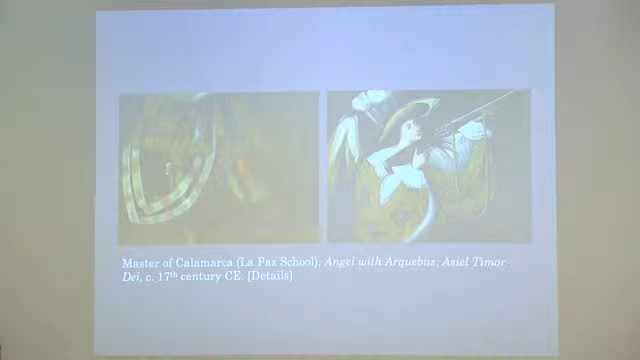 Master of Calamarca (La Paz School), Angel with Arquebus, Asiel Timor
Dei, c. 17th century CE. [Details]